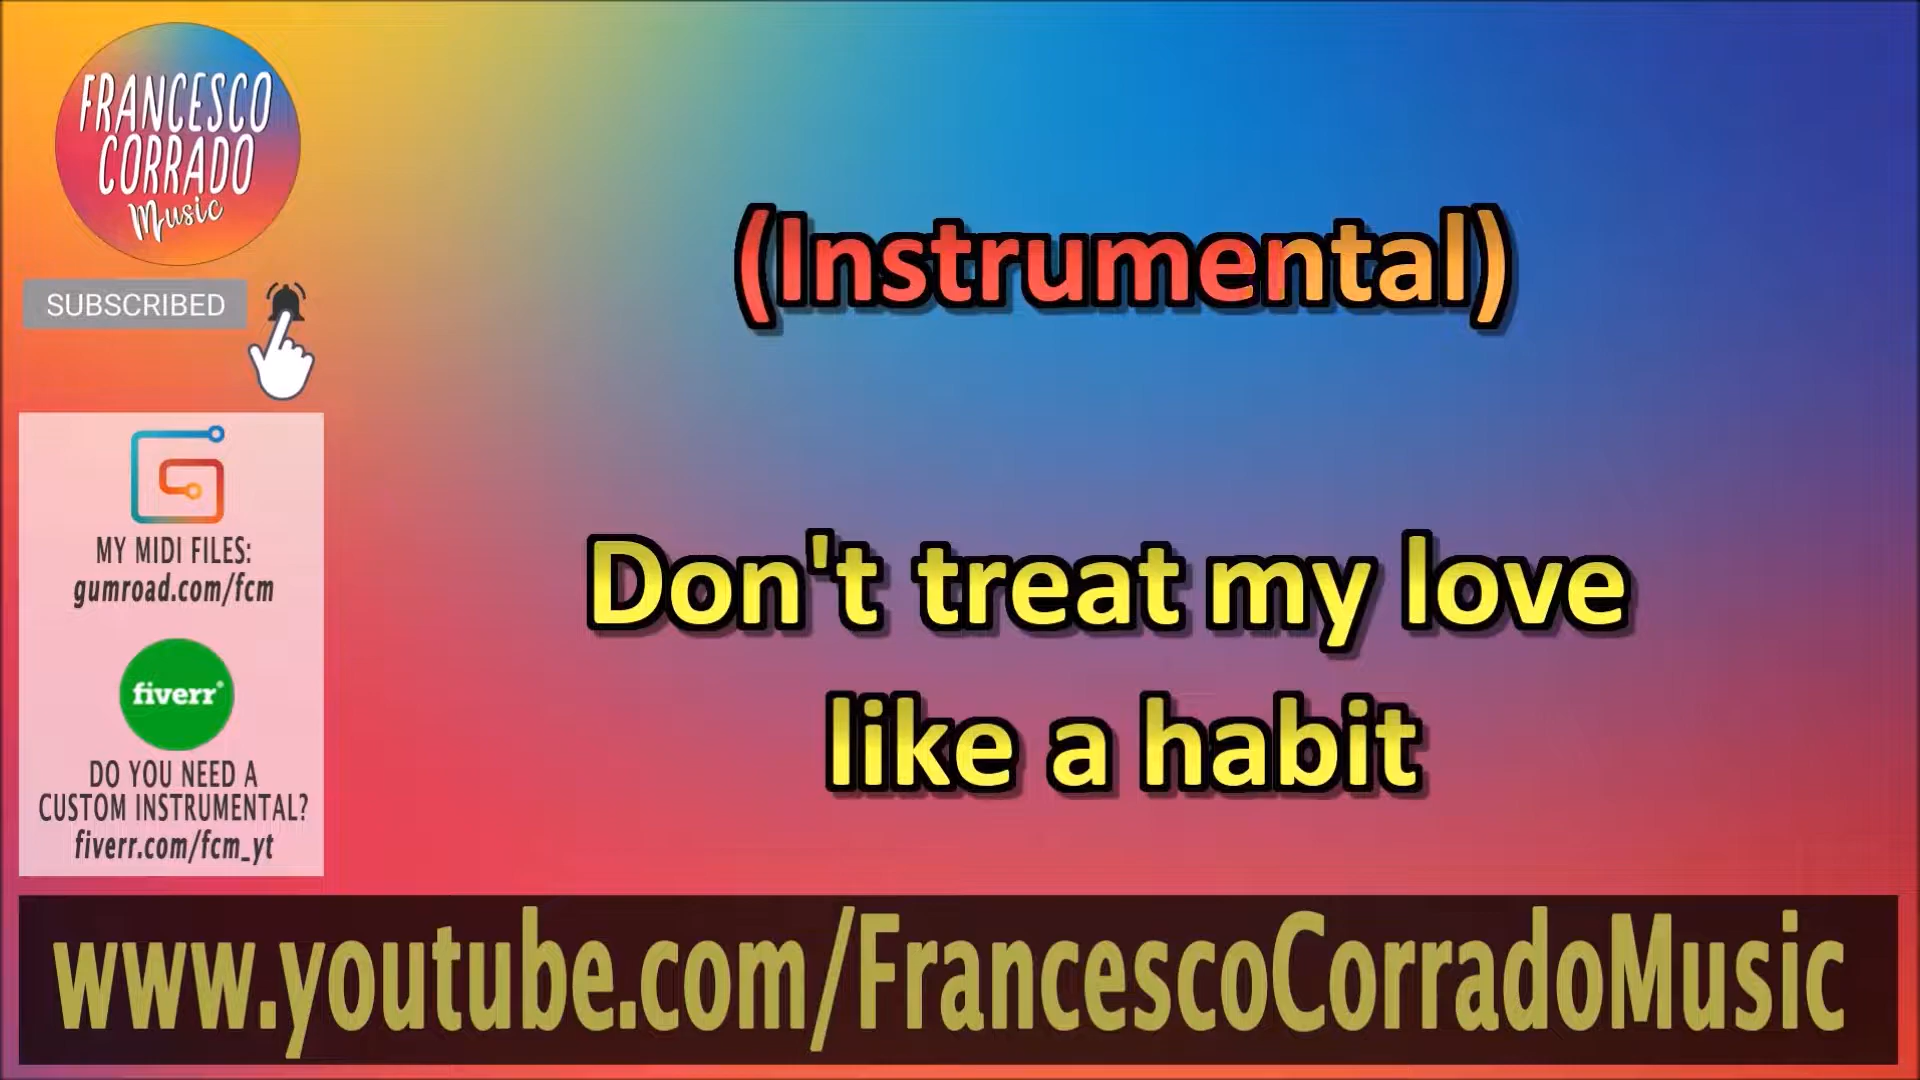 FRANCESCO
CORRADO
Music
SUBSCRIBED
MY MIDI FILES:
gumroad.com/fcm
fiverr®
DO YOU NEED A
CUSTOM INSTRUMENTAL?
fiverr.com/fcm_yt
(Instrumental)
Don't treat my love
like a habit
www.youtube.com/FrancescoCorradoMusic